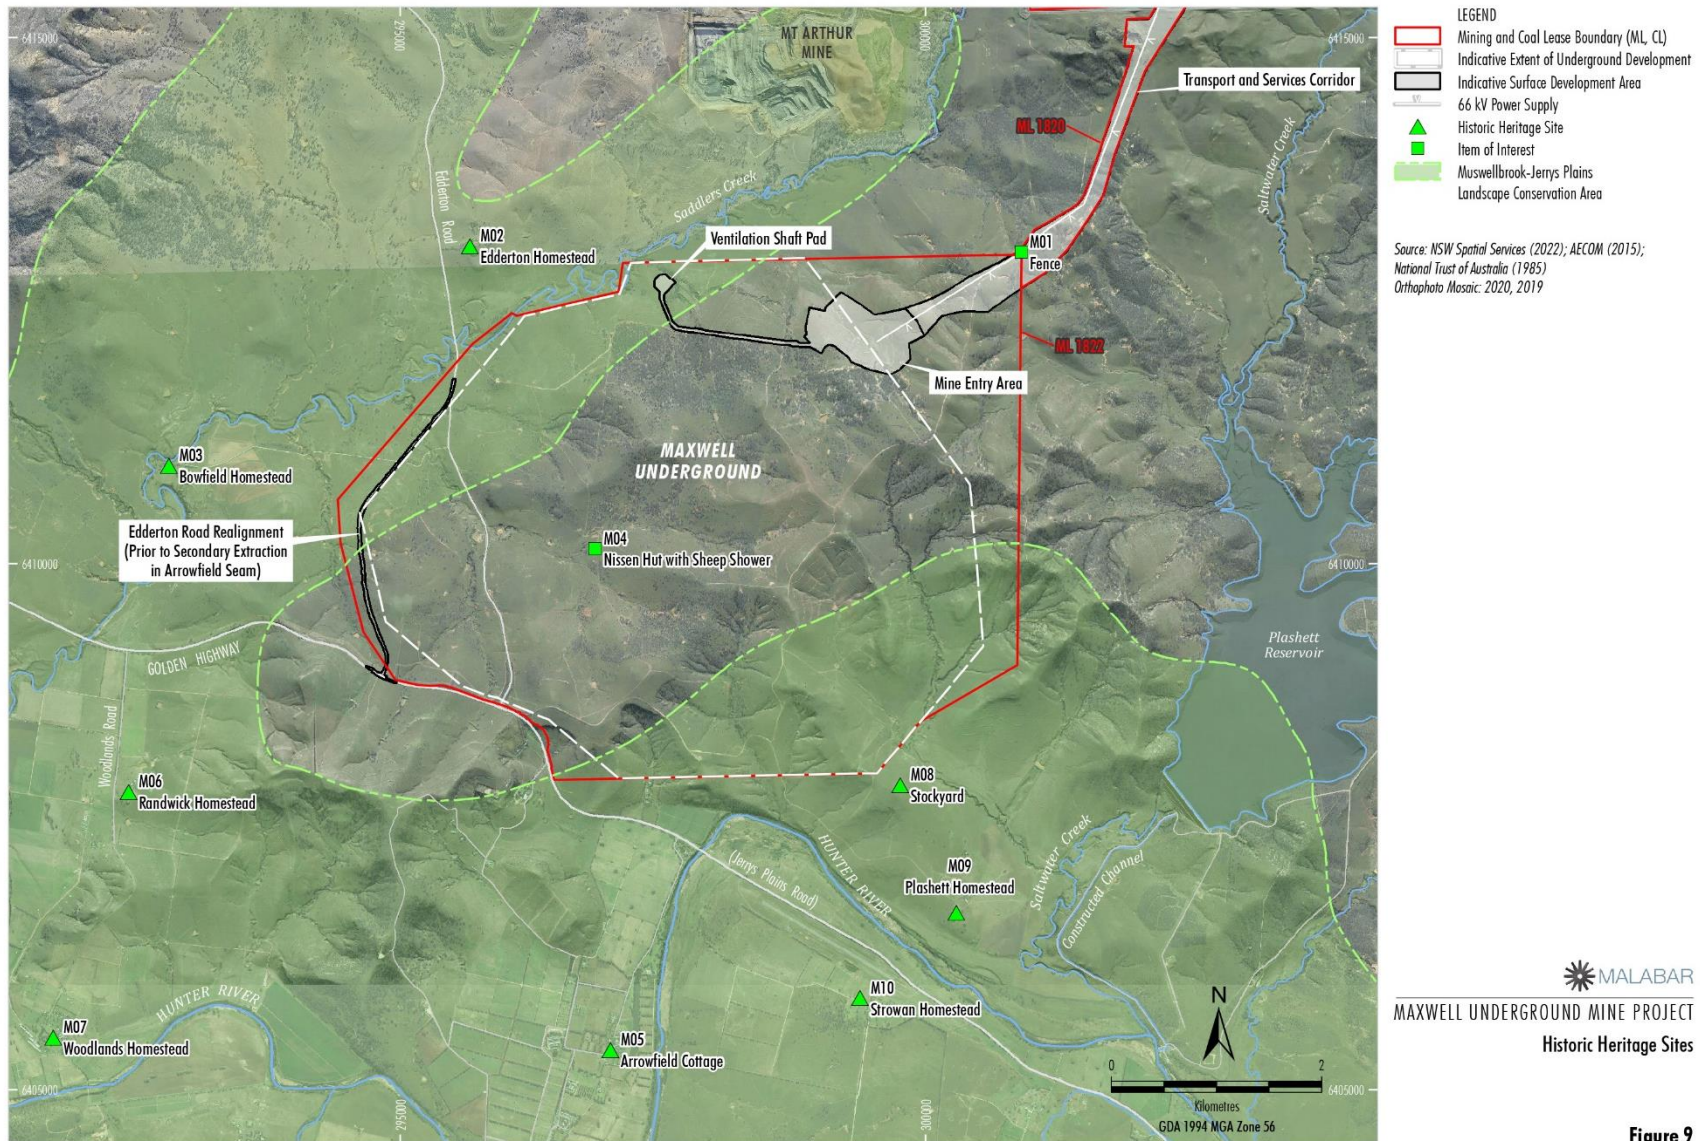 6415000
295000
300000
6415000
MT ARTHUR
MINE
Transport and Services Corridor
ML 1820
Saltwater Creek
Edderton Road
Saddlers Creek
M02
Edderton Homestead
Ventilation Shaft Pad
M01
Fence
ML 1822
Mine Entry Area
MAXWELL
UNDERGROUND
M03
Bowfield Homestead
Edderton Road Realignment
(Prior to Secondary Extraction
in Arrowfield Seam)
M04
Nissen Hut with Sheep Shower
6410000
6410000
Plashett
Reservoir
GOLDEN HIGHWAY
Woodlands Road
M06
Randwick Homestead
M08
Stockyard
HUNTER RIVER
(Jerrys Plains Road)
M09
Plashett Homestead
Saltwater Creek
Constructed Channel
M10
Strowan Homestead
HUNTER RIVER
M07
Woodlands Homestead
M05
Arrowfield Cottage
N
0
2
Kilometres
GDA 1994 MGA Zone 56
6405000
295000
300000
6405000
LEGEND
Mining and Coal Lease Boundary (ML, CL)
Indicative Extent of Underground Development
Indicative Surface Development Area
66 kV Power Supply
Historic Heritage Site
Item of Interest
Muswellbrook-Jerrys Plains
Landscape Conservation Area
Source: NSW Spatial Services (2022); AECOM (2015);
National Trust of Australia (1985)
Orthophoto Mosaic: 2020, 2019
MALABAR
MAXWELL UNDERGROUND MINE PROJECT
Historic Heritage Sites
Figure 9